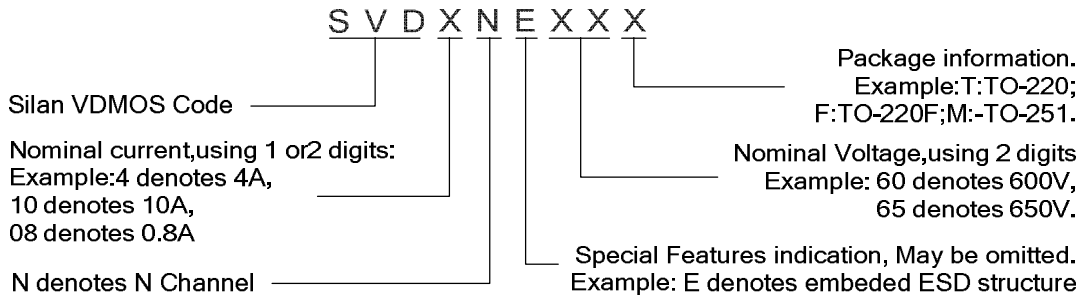 SVDXNEXXX
Package information.
Example:T:TO-220;
F:TO-220F;M:-TO-251.
Silan VDMOS Code
Nominal current,using 1 or2 digits:
Example:4 denotes 4A,
10 denotes 10A,
08 denotes 0.8A
Nominal Voltage,using 2 digits
Example: 60 denotes 600V,
65 denotes 650V.
N denotes N Channel
Special Features indication, May be omitted.
Example: E denotes embeded ESD structure